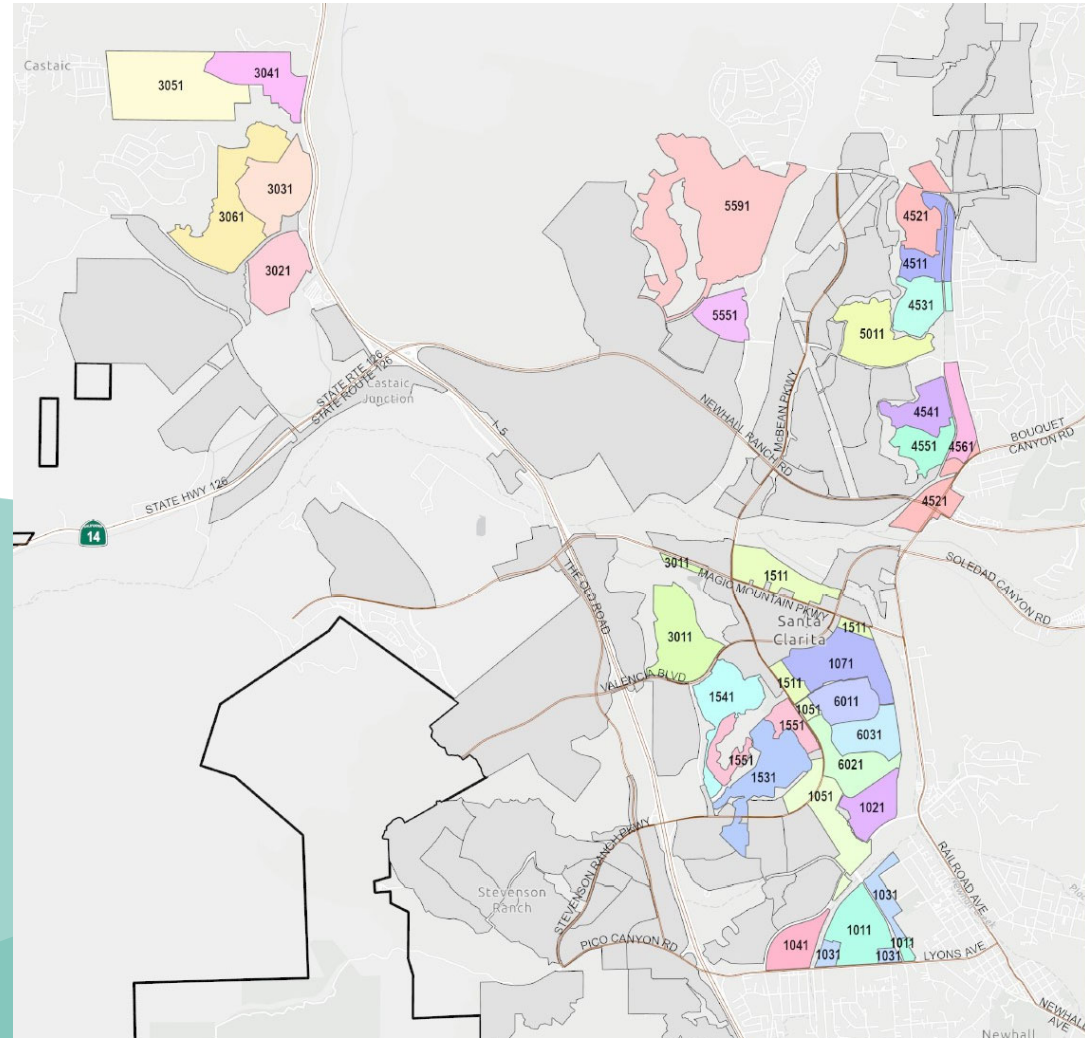 Castaic
3051
3041
3031
3061
3021
5591
5551
4521
4511
4531
5011
4541
4551
4561
4521
BOUQUET
CANYON RD
STATE RTE 126
STATE ROUTE 126
Castaic
Junction
I-5
NEWHALL RANCH RD
McBEAN PKWY
STATE HWY 126
14
SOLEDAD CANYON RD
3011
MAGIC MOUNTAIN PKWY
1511
Santa
Clarita
1511
THE OLD ROAD
3011
VALENCIA BLVD
1071
1511
1541
6011
1051
1551
6031
1551
1531
6021
1051
1021
STEVENSON RANCH PKWY
RAILROAD AVE
Stevenson
Ranch
1031
1011
1041
1031
1011
1031
PICO CANYON RD
LYONS AVE
NEWHALL
AVE
Newhall